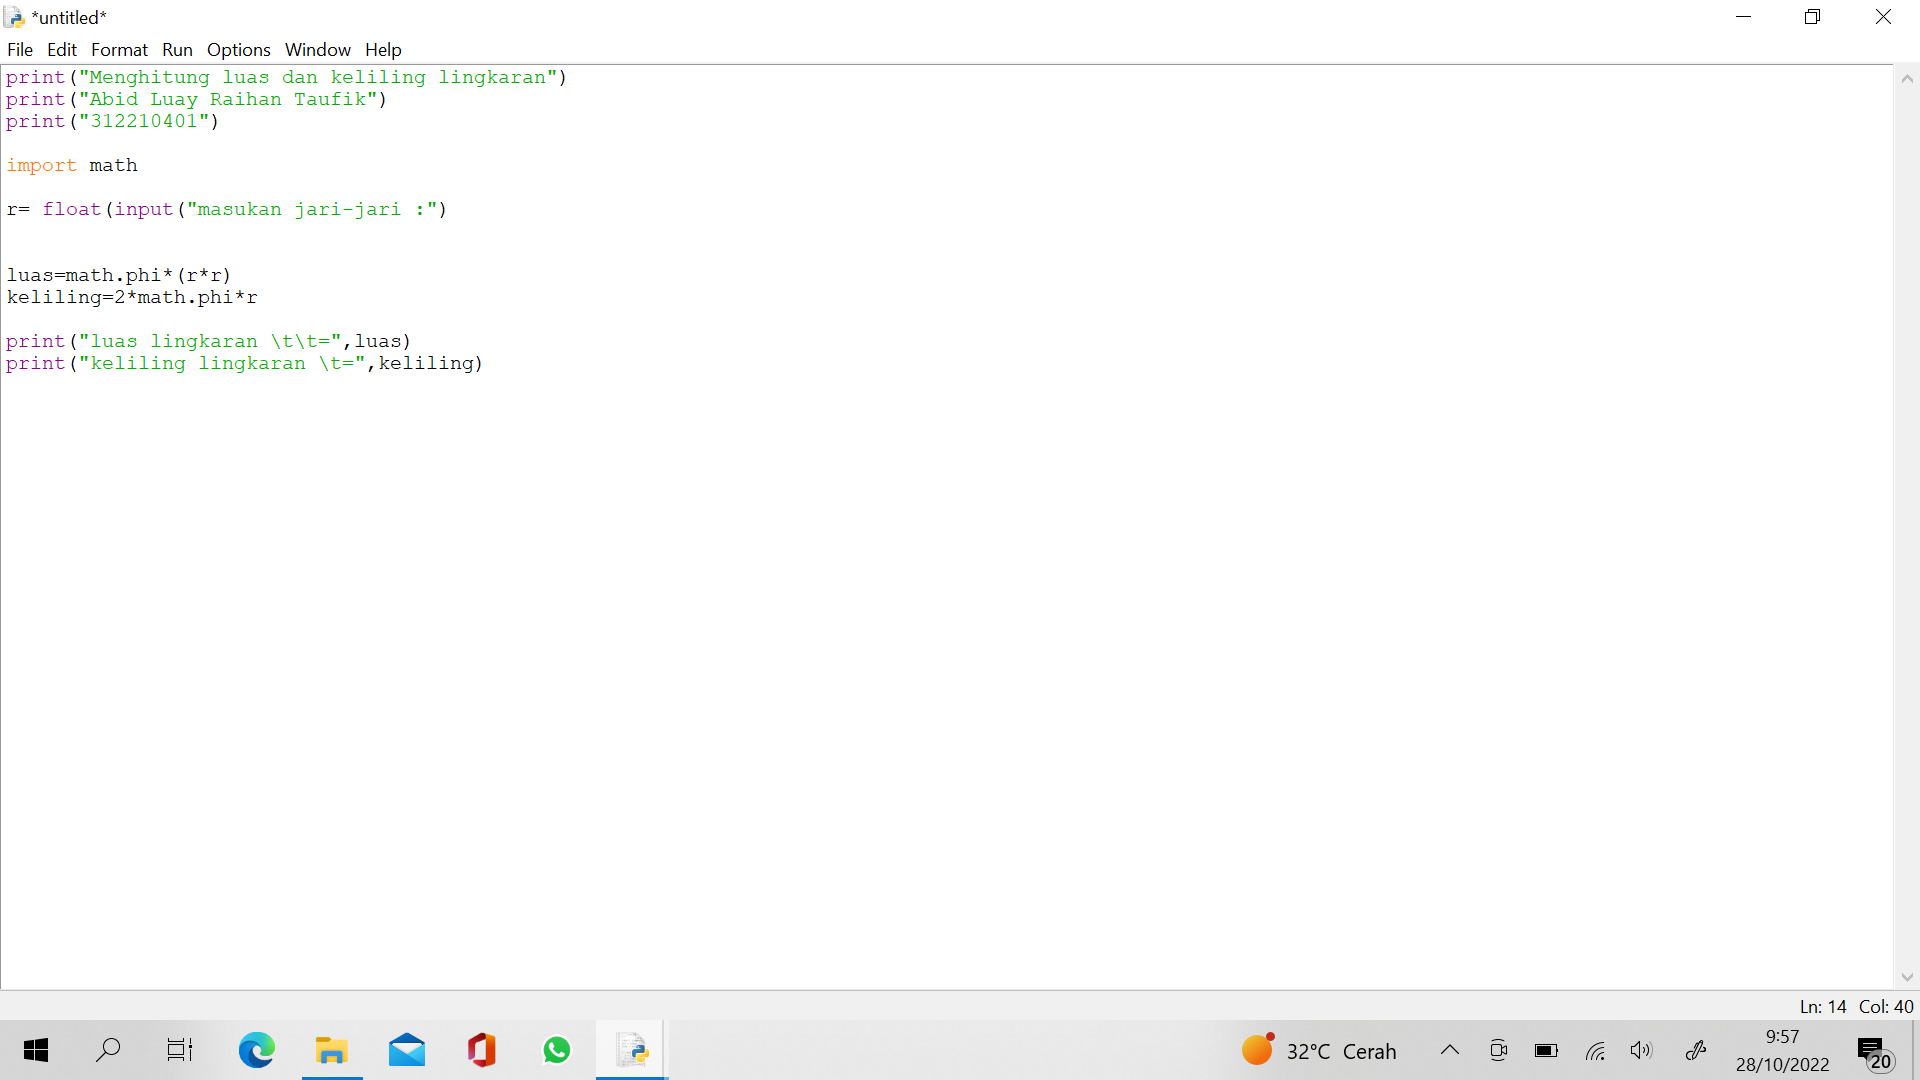 *untitled*
File Edit Format Run Options Window Help
print("Menghitung luas dan keliling lingkaran")
print("Abid Luay Raihan Taufik")
print("312210401")
import math
r= float(input("masukan jari-jari :")
luas=math.phi*(r*r)
keliling=2*math.phi*r
print("luas lingkaran \t\t=",luas)
print("keliling lingkaran \t=",keliling)
Ln: 14 Col: 40
32°C Cerah
9:57
28/10/2022
20